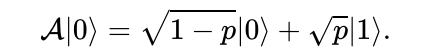 𝒜|0⟩ = √(1 − p)|0⟩ + √p|1⟩.